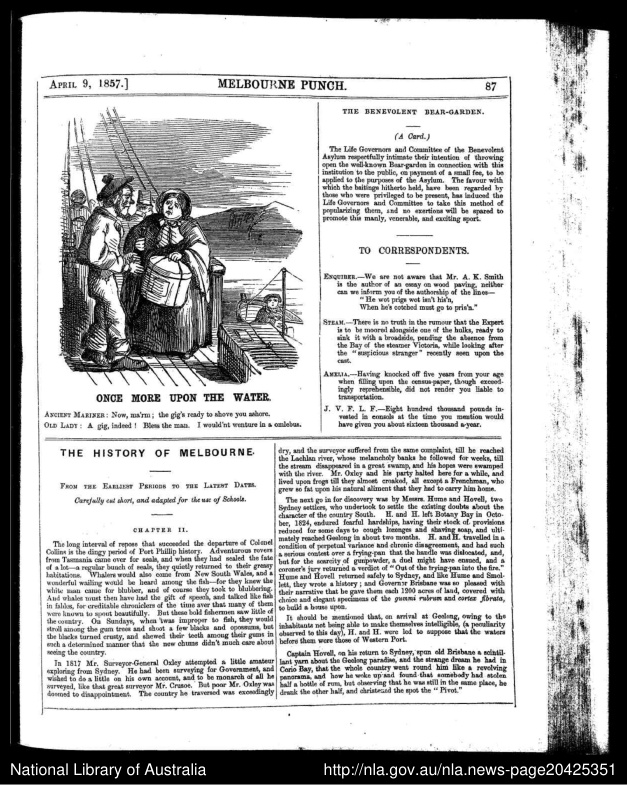 APRIL 9, 1857.] MELBOURNE PUNCH. 87
ONCE MORE UPON THE WATER.
ANCIENT MARINER: Now, ma'rm; the gig's ready to shove you ashore.
OLD LADY: A gig, indeed! Bless the man. I would'nt wenture in a omlebus.
THE HISTORY OF MELBOURNE.
FROM THE EARLIEST PERIODS TO THE LATEST DATES.
Carefully cut short, and adapted for the use of Schools.
CHAPTER II.
The long interval of repose that succeeded the departure of Colonel
Collins is the dingy period of Port Phillip history. Adventurous rovers
from Tasmania came over for seals, and when they had sealed the fate
of a lot—a regular bunch of seals, they quietly returned to their greasy
habitations. Whalers would also come from New South Wales, and a
wonderful wailing would be heard among the fish—for they knew the
white man came for blubber, and of course they took to blubbering.
And whales must then have had the gift of speech, and talked like fish
in fables, for creditable chroniclers of the time aver that many of them
were known to spout beautifully. But these bold fishermen saw little of
the country. On Sundays, when 'twas improper to fish, they would
stroll among the gum trees and shoot a few blacks and opossums, but
the blacks turned crusty, and shewed their teeth among their gums in
such a determined manner that the new chums didn't much care about
seeing the country.
In 1817 Mr. Surveyor-General Oxley attempted a little amateur
exploring from Sydney. He had been surveying for Government, and
wished to do a little on his own account, and to be monarch of all he
surveyed, like that great surveyor Mr. Crusoe. But poor Mr. Oxley was
doomed to disappointment. The country he traversed was exceedingly
THE BENEVOLENT BEAR-GARDEN.
(A Card.)
The Life Governors and Committee of the Benevolent
Asylum respectfully intimate their intention of throwing
open the well-known Bear-garden in connection with this
institution to the public, on payment of a small fee, to be
applied to the purposes of the Asylum. The favour with
which the baitings hitherto held, have been regarded by
those who were privileged to be present, has induced the
Life Governors and Committee to take this method of
popularizing them, and no exertions will be spared to
promote this manly, venerable, and exciting sport.
TO CORRESPONDENTS.
ENQUIRER.—We are not aware that Mr. A. K. Smith
is the author of an essay on wood paving, neither
can we inform you of the authorship of the lines—
"He wot prigs wot isn't his'n,
When he's cotched must go to pris'n."
STEAM.—There is no truth in the rumour that the Expert
is to be moored alongside one of the hulks, ready to
sink it with a broadside, pending the absence from
the Bay of the steamer Victoria, while looking after
the "suspicious stranger" recently seen upon the
east.
AMELIA.—Having knocked off five years from your age
when filling upon the census-paper, though exceed-
ingly reprehensible, did not render you liable to
transportation.
J. V. F. L. F.—Eight hundred thousand pounds in-
vested in consols at the time you mention would
have given you about sixteen thousand a-year.
dry, and the surveyor suffered from the same complaint, till he reached
the Lachlan river, whose melancholy banks he followed for weeks, till
the stream disappeared in a great swamp, and his hopes were swamped
with the river. Mr. Oxley and his party halted here for a while, and
lived upon frogs till they almost croaked, all except a Frenchman, who
grew so fat upon his natural aliment that they had to carry him home.
The next go in for discovery was by Messrs. Hume and Hovell, two
Sydney settlers, who undertook to settle the existing doubts about the
character of the country South. H. and H. left Botany Bay in Octo-
ber, 1824, endured fearful hardships, having their stock of provisions
reduced for some days to cough lozenges and shaving soap, and ulti-
mately reached Geelong in about two months. H. and H. travelled in a
condition of perpetual variance and chronic disagreement, and had such
a serious contest over a frying-pan that the handle was dislocated, and,
but for the scarcity of gunpowder, a duel might have ensued, and a
coroner's jury returned a verdict of "Out of the frying-pan into the fire."
Hume and Hovell returned safely to Sydney, and like Hume and Smol-
lett, they wrote a history; and Governor Brisbane was so pleased with
their narrative that he gave them each 1200 acres of land, covered with
choice and elegant specimens of the gummi rubrum and cortex fibrata,
to build a house upon.
It should be mentioned that, on arrival at Geelong, owing to the
inhabitants not being able to make themselves intelligible, (a peculiarity
observed to this day), H. and H. were led to suppose that the waters
before them were those of Western Port.
Captain Hovell, on his return to Sydney, spun old Brisbane a scintil-
lant yarn about the Geelong paradise, and the strange dream he had in
Corio Bay, that the whole country went round him like a revolving
panorama, and how he woke up and found that somebody had stolen
half a bottle of rum, but observing that he was still in the same place, he
drank the other half, and christened the spot the "Pivot."
National Library of Australia http://nla.gov.au/nla.news-page20425351